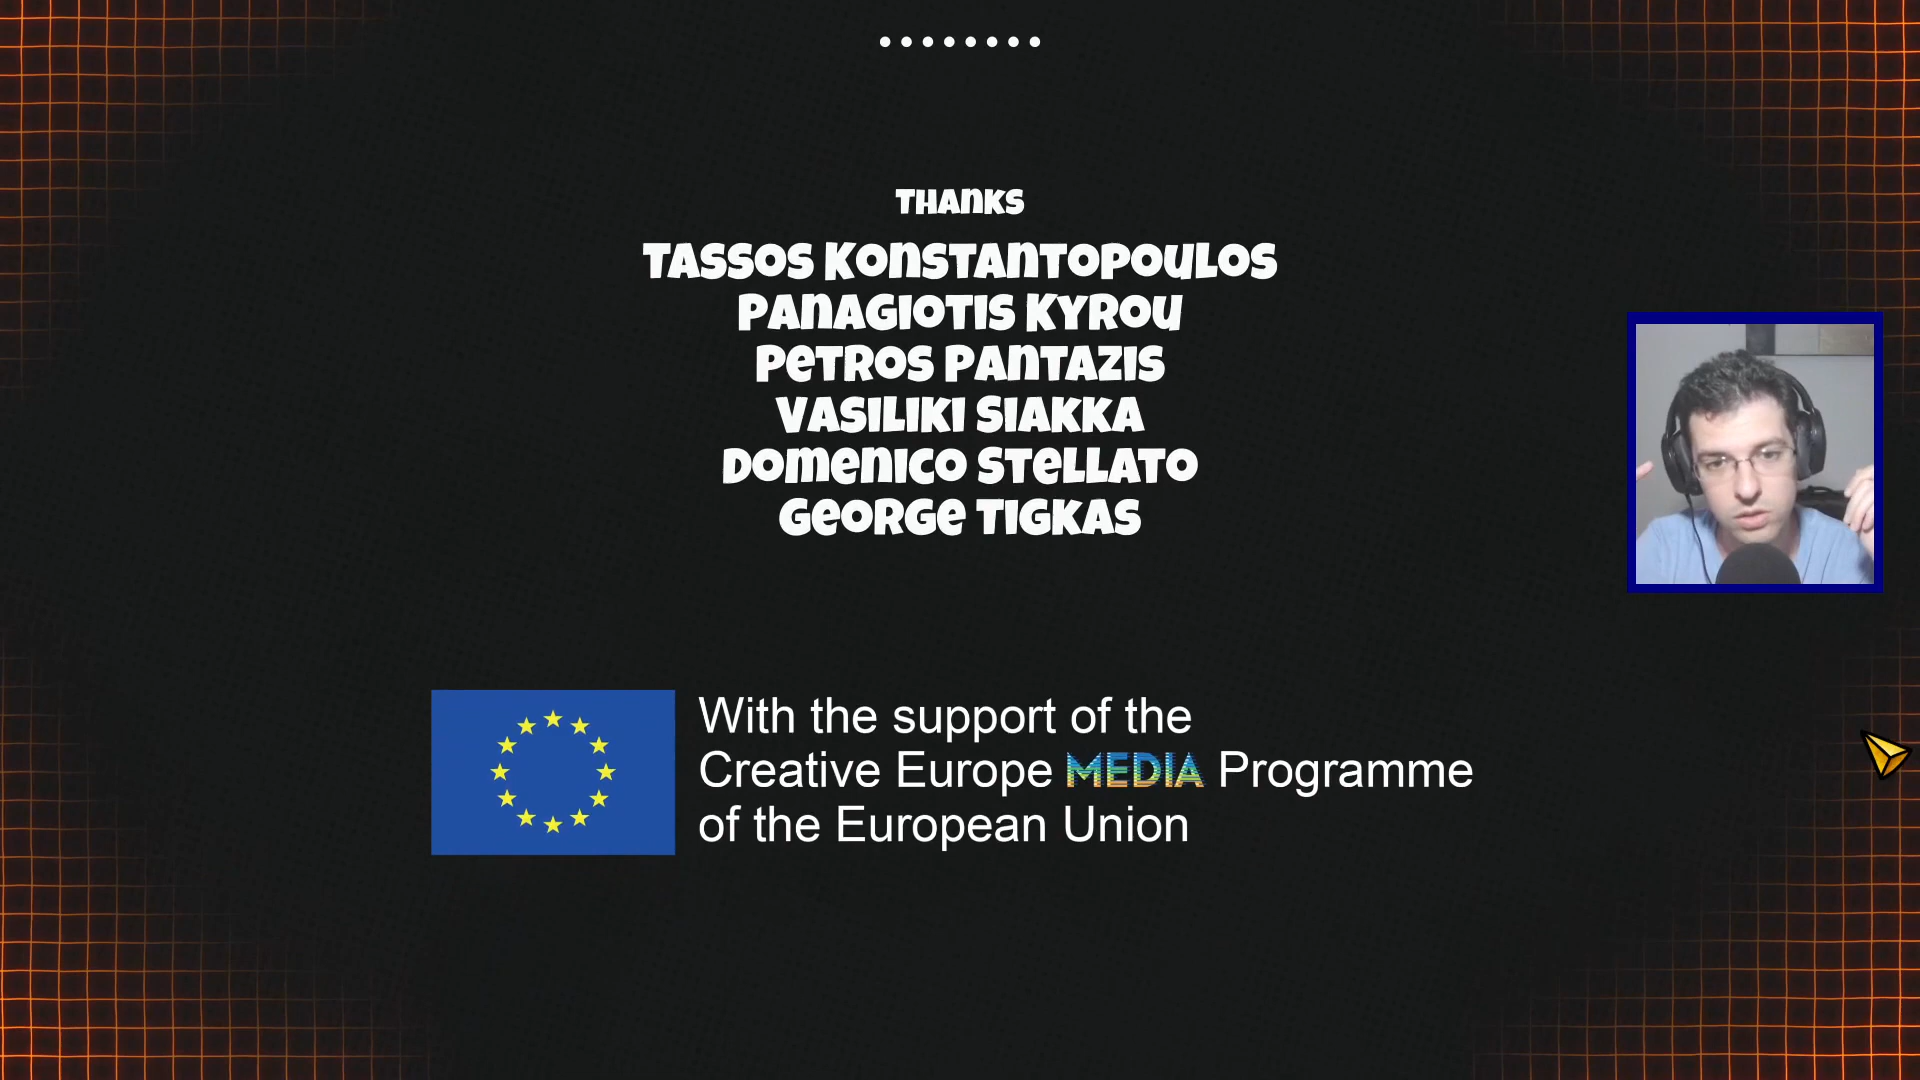 THANKS
TASSOS KONSTANTOPOULOS
PANAGIOTIS KYROU
PETROS PANTAZIS
VASILIKI SIAKKA
DOMENICO STELLATO
GEORGE TIGKAS
With the support of the
Creative Europe MEDIA Programme
of the European Union